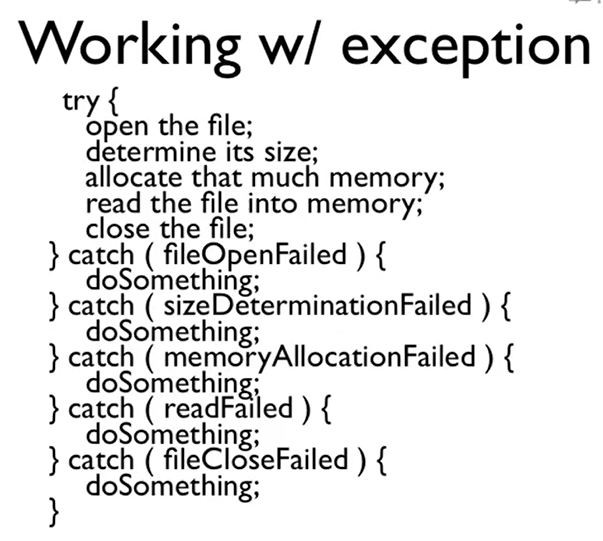 Working w/ exception
try {
open the file;
determine its size;
allocate that much memory;
read the file into memory;
close the file;
} catch ( fileOpenFailed ) {
doSomething;
} catch ( sizeDeterminationFailed ) {
doSomething;
} catch ( memoryAllocationFailed ) {
doSomething;
} catch ( readFailed ) {
doSomething;
} catch ( fileCloseFailed ) {
doSomething;
}